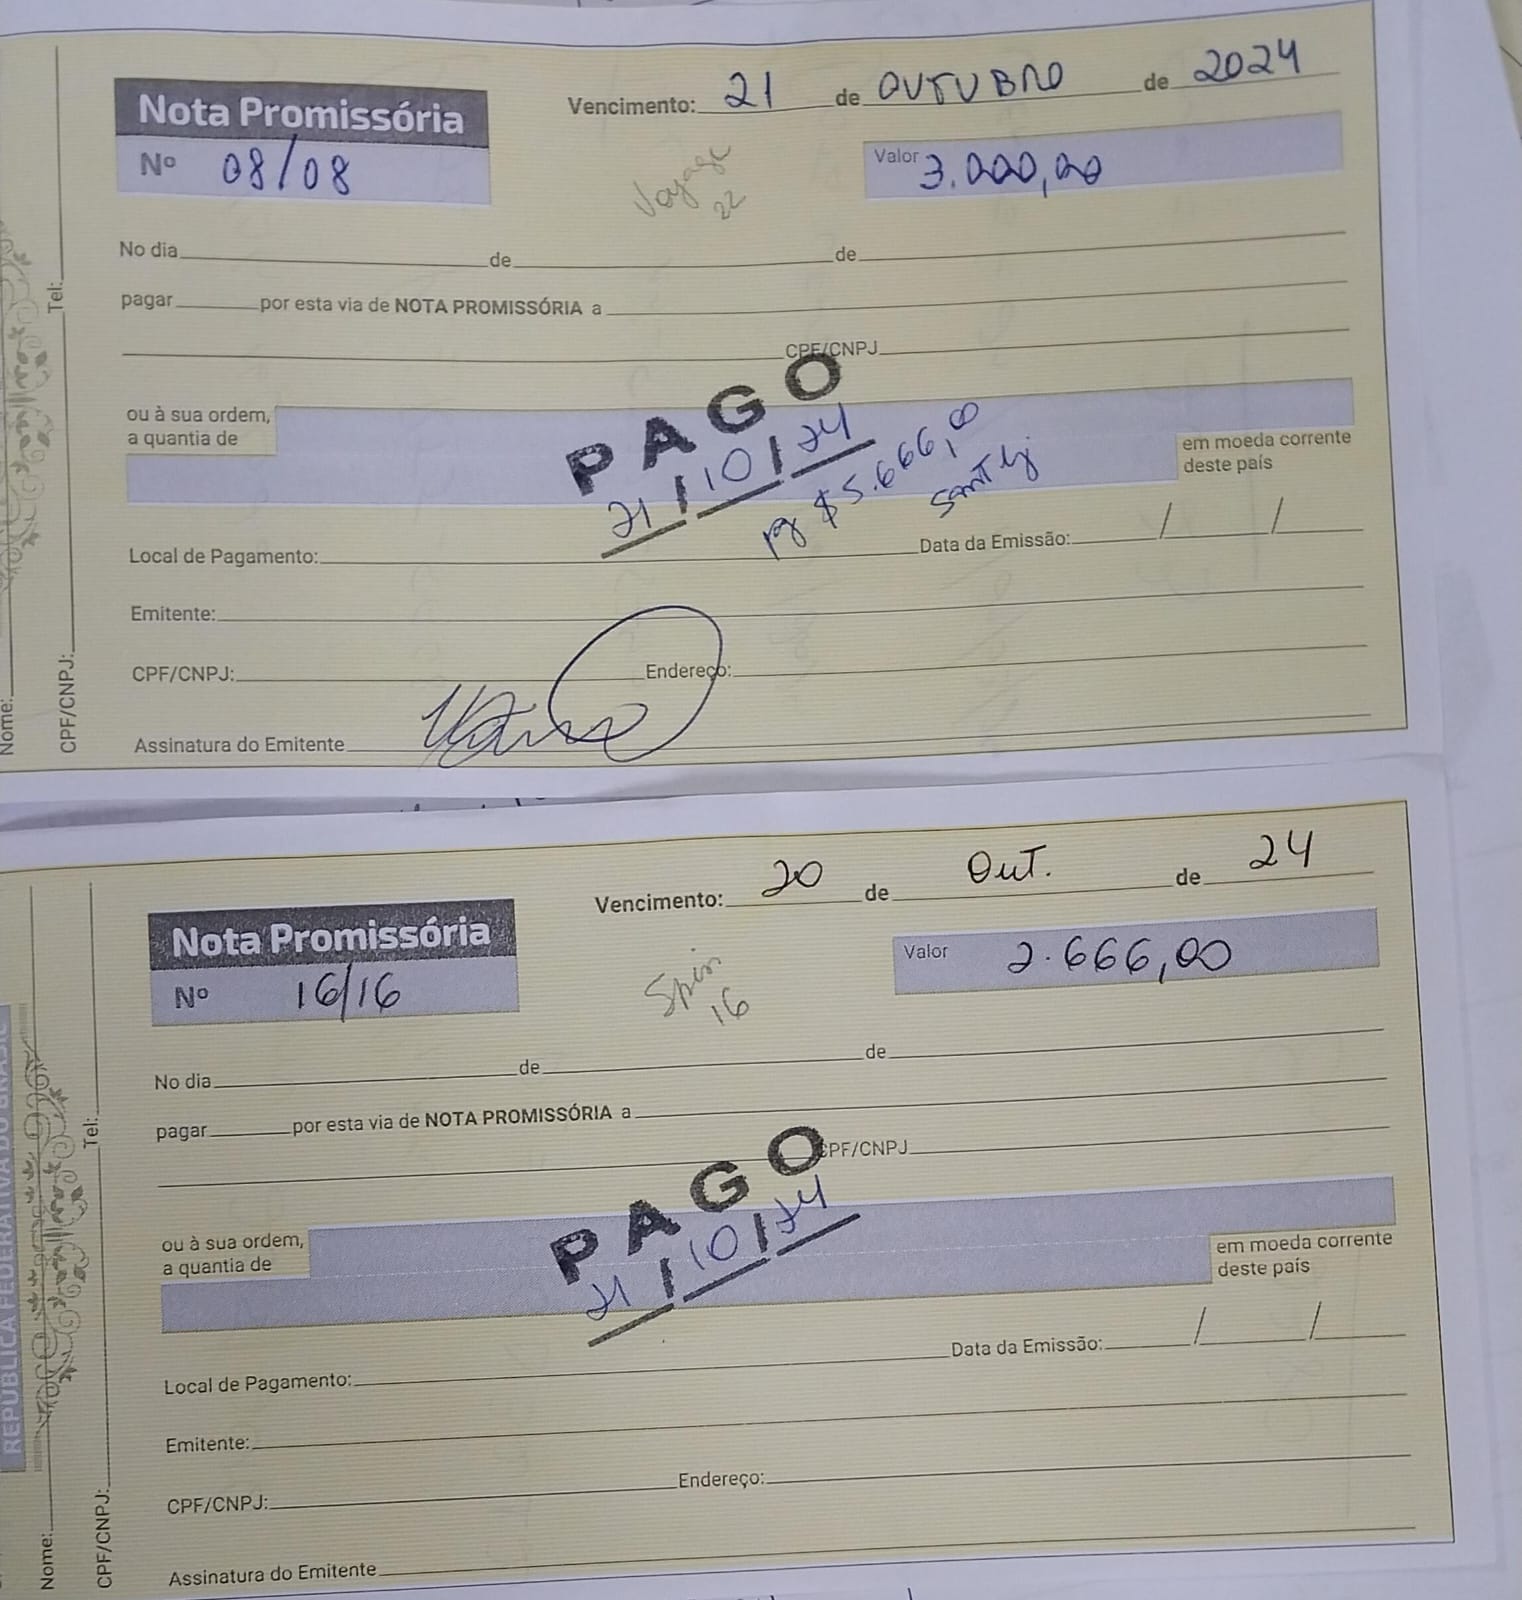 Vencimento: 21 de OUTUBRO de 2024
Nota Promissória
Nº 08/08
Voyage
22
Valor 3.000,00
No dia de de
pagar por esta via de NOTA PROMISSÓRIA a
CPF/CNPJ
ou à sua ordem,
a quantia de
em moeda corrente
deste país
PAGO
21/10/24
pg $5.666,00
Local de Pagamento: Data da Emissão: / /
Emitente:
CPF/CNPJ: Endereço:
Assinatura do Emitente
Nome:
CPF/CNPJ: Tel:
Vencimento: 20 de OUT. de 24
Nota Promissória
Nº 16/16
Spin
16
Valor 2.666,00
No dia de de
pagar por esta via de NOTA PROMISSÓRIA a
CPF/CNPJ
ou à sua ordem,
a quantia de
em moeda corrente
deste país
PAGO
21/10/24
Local de Pagamento: Data da Emissão: / /
Emitente:
CPF/CNPJ: Endereço:
Assinatura do Emitente
REPÚBLICA FEDERATIVA DO BRASIL
Nome:
CPF/CNPJ: Tel: